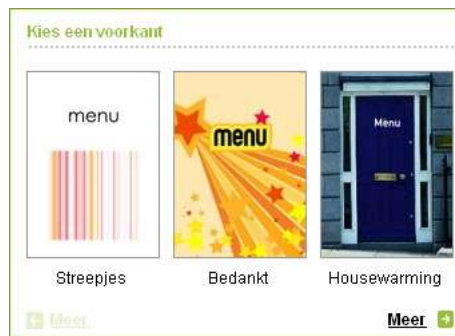 Kies een voorkant
menu
menu
Menu
Streepjes
Bedankt
Housewarming
Meer
Meer